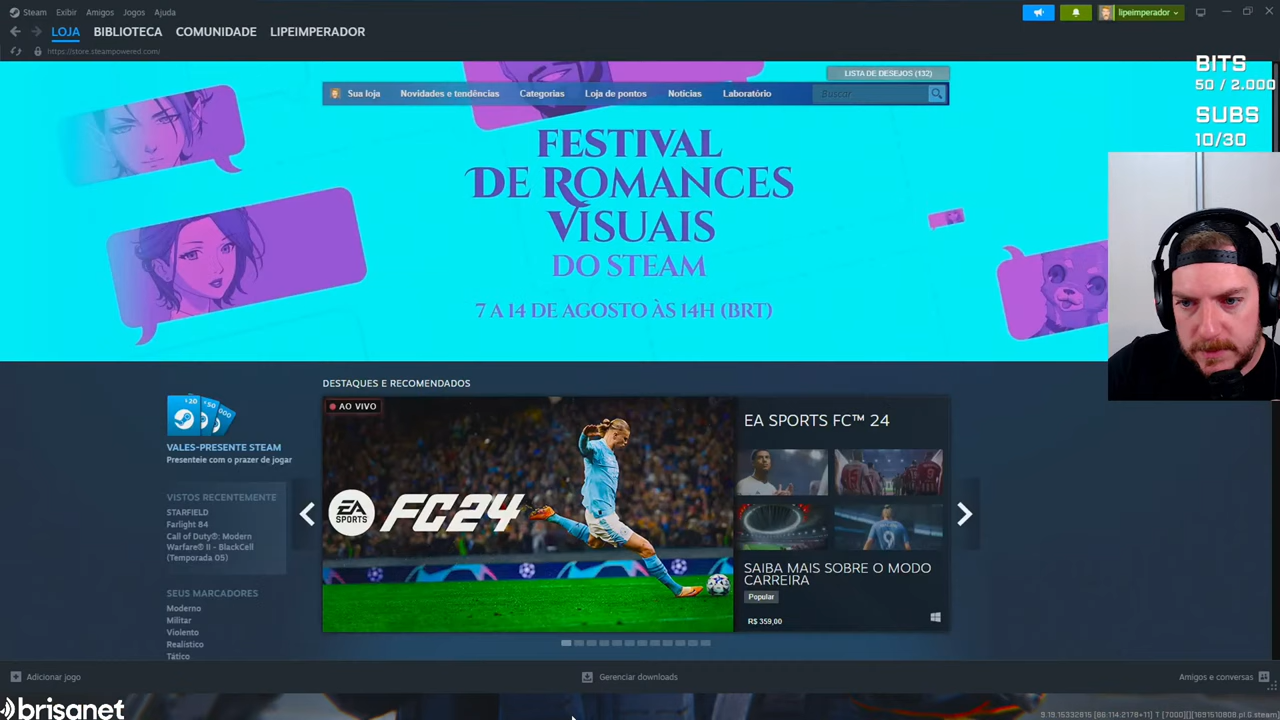 Steam Exibir Amigos Jogos Ajuda
lipeimperador
LOJA BIBLIOTECA COMUNIDADE LIPEIMPERADOR
https://store.steampowered.com/
BITS
50 / 2.000
SUBS
10/30
LISTA DE DESEJOS (132)
Sua loja Novidades e tendências Categorias Loja de pontos Notícias Laboratório Buscar
FESTIVAL
DE ROMANCES
VISUAIS
DO STEAM
7 A 14 DE AGOSTO ÀS 14H (BRT)
VALES-PRESENTE STEAM
Presenteie com o prazer de jogar
VISTOS RECENTEMENTE
STARFIELD
Farlight 84
Call of Duty®: Modern
Warfare® II - BlackCell
(Temporada 05)
SEUS MARCADORES
Moderno
Militar
Violento
Realístico
Tático
DESTAQUES E RECOMENDADOS
AO VIVO
EA SPORTS FC24
EA SPORTS FC™ 24
SAIBA MAIS SOBRE O MODO
CARREIRA
Popular
R$ 359,00
Adicionar jogo Gerenciar downloads Amigos e conversas
brisanet